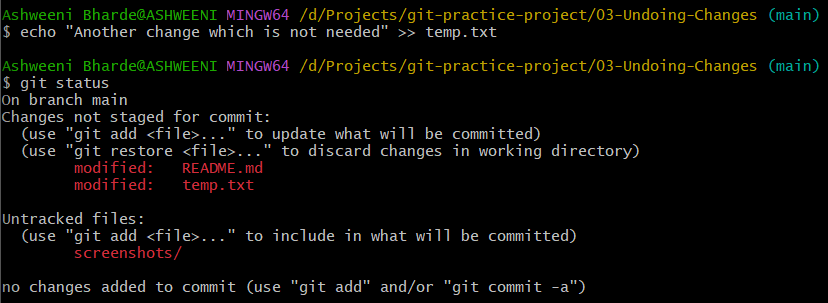 Ashweeni Bharde@ASHWEENI MINGW64 /d/Projects/git-practice-project/03-Undoing-Changes (main)
$ echo "Another change which is not needed" >> temp.txt
Ashweeni Bharde@ASHWEENI MINGW64 /d/Projects/git-practice-project/03-Undoing-Changes (main)
$ git status
On branch main
Changes not staged for commit:
  (use "git add <file>..." to update what will be committed)
  (use "git restore <file>..." to discard changes in working directory)
        modified:   README.md
        modified:   temp.txt
Untracked files:
  (use "git add <file>..." to include in what will be committed)
        screenshots/
no changes added to commit (use "git add" and/or "git commit -a")